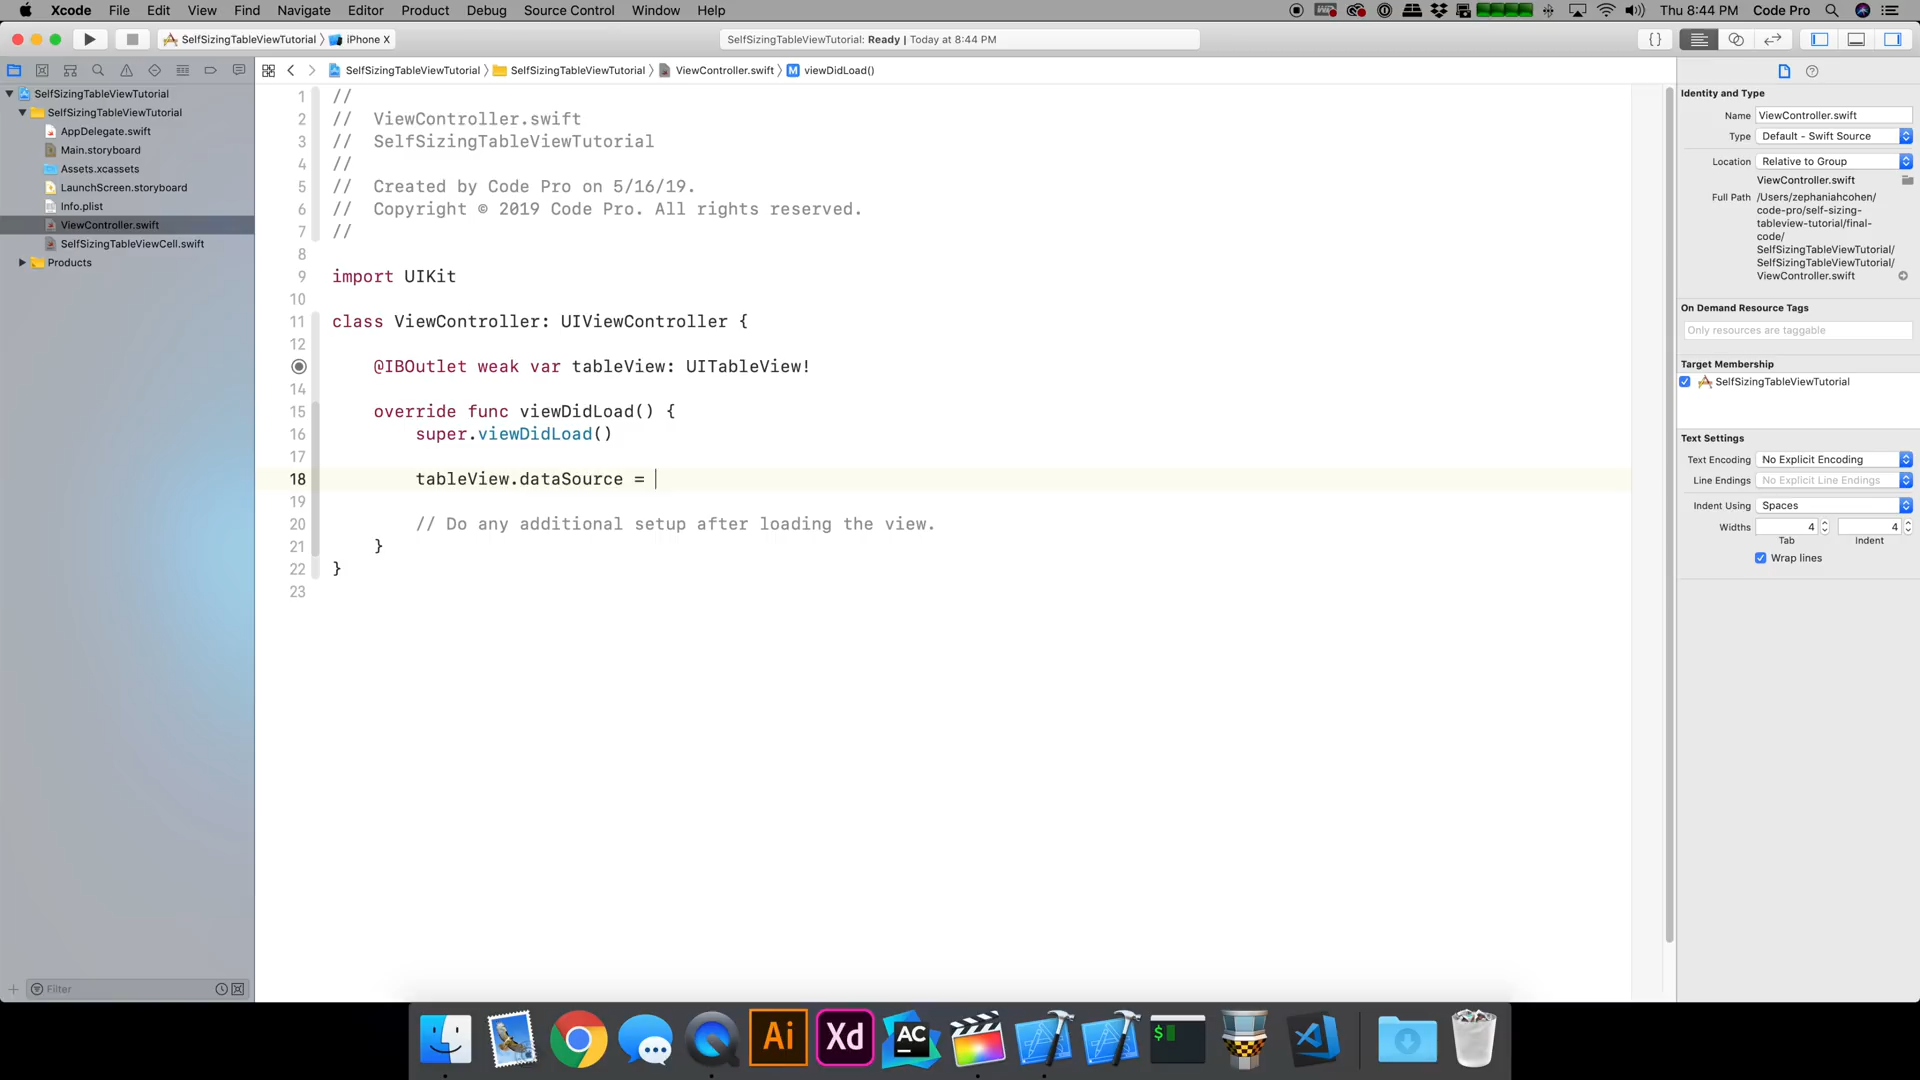 Xcode File Edit View Find Navigate Editor Product Debug Source Control Window Help
Thu 8:44 PM Code Pro
SelfSizingTableViewTutorial iPhone X
SelfSizingTableViewTutorial: Ready | Today at 8:44 PM
{ }
SelfSizingTableViewTutorial SelfSizingTableViewTutorial ViewController.swift M viewDidLoad()
SelfSizingTableViewTutorial
SelfSizingTableViewTutorial
AppDelegate.swift
Main.storyboard
Assets.xcassets
LaunchScreen.storyboard
Info.plist
ViewController.swift
SelfSizingTableViewCell.swift
Products
Filter
1 //
2 // ViewController.swift
3 // SelfSizingTableViewTutorial
4 //
5 // Created by Code Pro on 5/16/19.
6 // Copyright © 2019 Code Pro. All rights reserved.
7 //
8
9 import UIKit
10
11 class ViewController: UIViewController {
12
@IBOutlet weak var tableView: UITableView!
14
15 override func viewDidLoad() {
16 super.viewDidLoad()
17
18 tableView.dataSource =
19
20 // Do any additional setup after loading the view.
21 }
22 }
23
Identity and Type
Name ViewController.swift
Type Default - Swift Source
Location Relative to Group
ViewController.swift
Full Path /Users/zephaniahcohen/
code-pro/self-sizing-
tableview-tutorial/final-
code/
SelfSizingTableViewTutorial/
SelfSizingTableViewTutorial/
ViewController.swift
On Demand Resource Tags
Only resources are taggable
Target Membership
SelfSizingTableViewTutorial
Text Settings
Text Encoding No Explicit Encoding
Line Endings No Explicit Line Endings
Indent Using Spaces
Widths 4 4
Tab Indent
Wrap lines
Ai Xd AC $